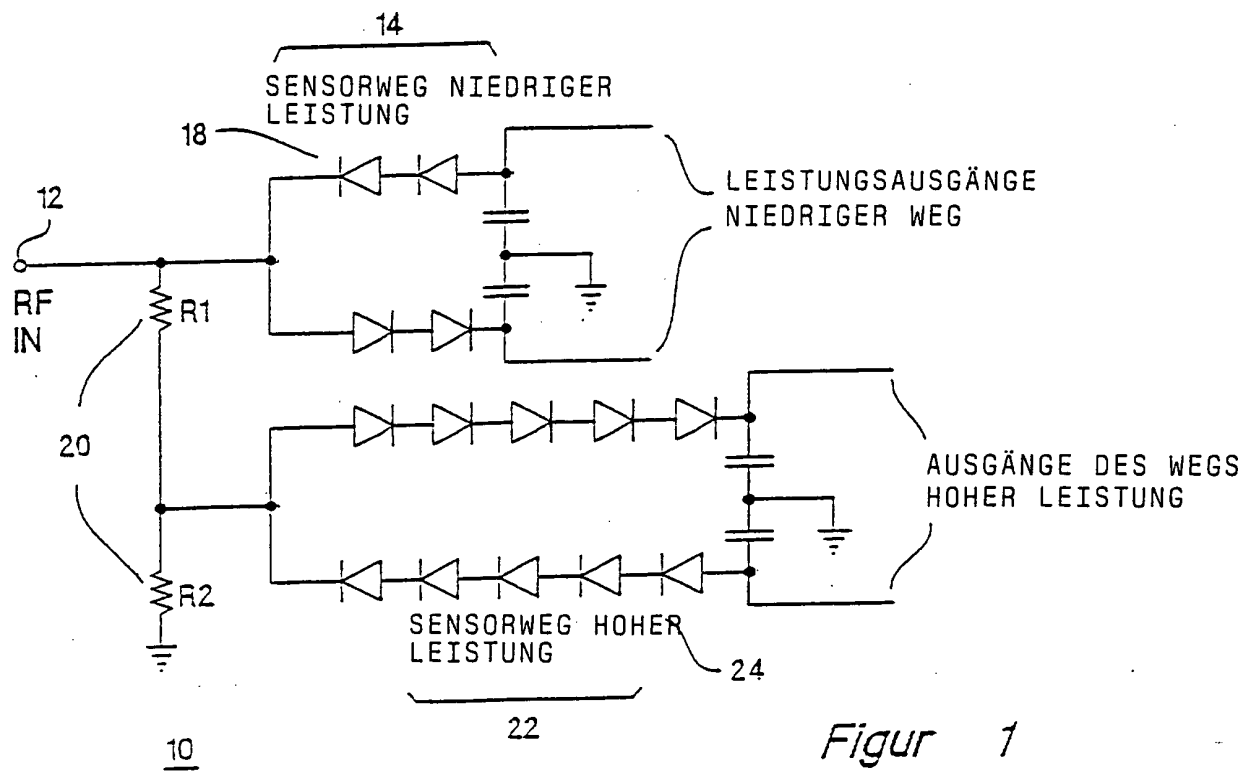 14
SENSORWEG NIEDRIGER
LEISTUNG
18
12
LEISTUNGSAUSGÄNGE
NIEDRIGER WEG
RF
IN
R1
20
AUSGÄNGE DES WEGS
HOHER LEISTUNG
R2
SENSORWEG HOHER
LEISTUNG
24
22
10
Figur 1